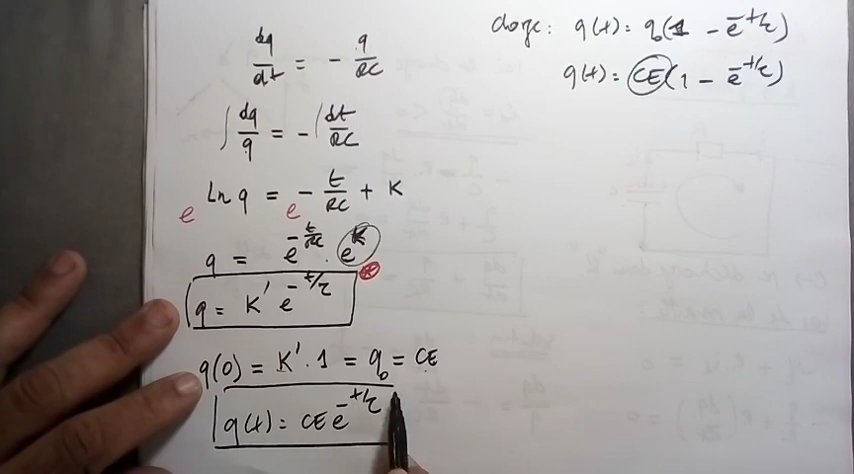 dq/dt = - q/RC
∫ dq/q = - ∫ dt/RC
e Ln q = e - t/RC + K
q = e^{-t/RC} . e^K
q = K' e^{-t/τ}
q(0) = K' . 1 = q₀ = CE
q(t) = CE e^{-t/τ}
charge : q(t) = q₀(1 - e^{-t/τ})
q(t) = CE(1 - e^{-t/τ})